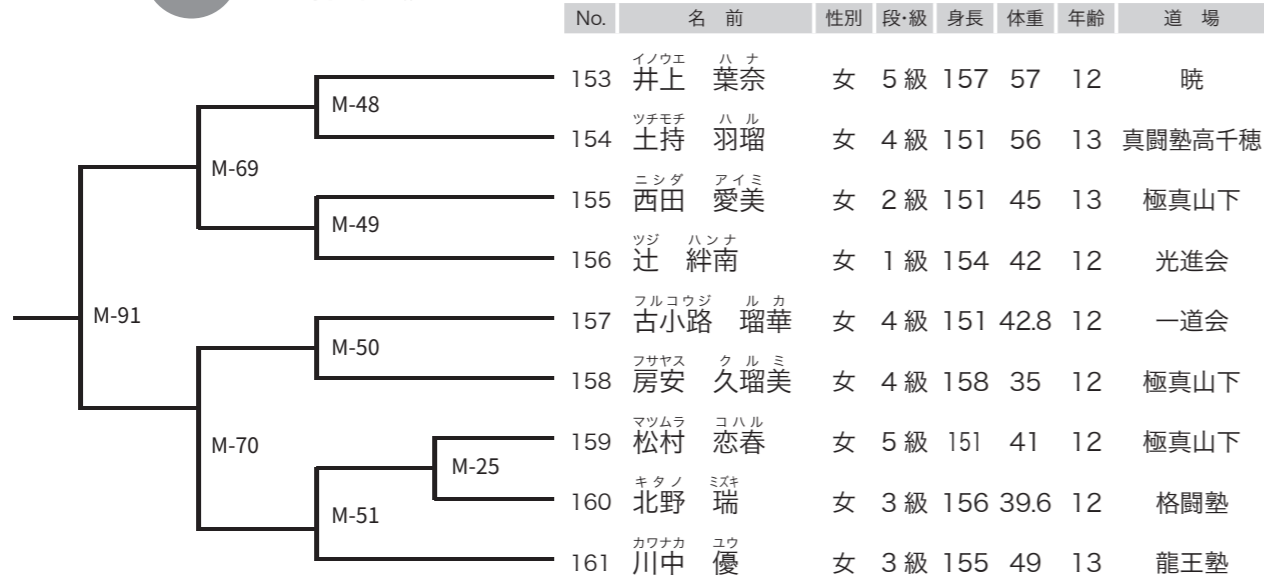 No. 名 前 性別 段・級 身長 体重 年齢 道 場
イノウエ ハ ナ
153 井上 葉奈 女 5級 157 57 12 暁
M-48
ツチモチ ハ ル
154 土持 羽瑠 女 4級 151 56 13 真闘塾高千穂
M-69
ニシダ アイミ
155 西田 愛美 女 2級 151 45 13 極真山下
M-49
ツジ ハンナ
156 辻 絆南 女 1級 154 42 12 光進会
M-91
フルコウジ ル カ
157 古小路 瑠華 女 4級 151 42.8 12 一道会
M-50
フサヤス ク ル ミ
158 房安 久瑠美 女 4級 158 35 12 極真山下
マツムラ コハル
159 松村 恋春 女 5級 151 41 12 極真山下
M-70
M-25
キタノ ミズキ
160 北野 瑞 女 3級 156 39.6 12 格闘塾
M-51
カワナカ ユウ
161 川中 優 女 3級 155 49 13 龍王塾